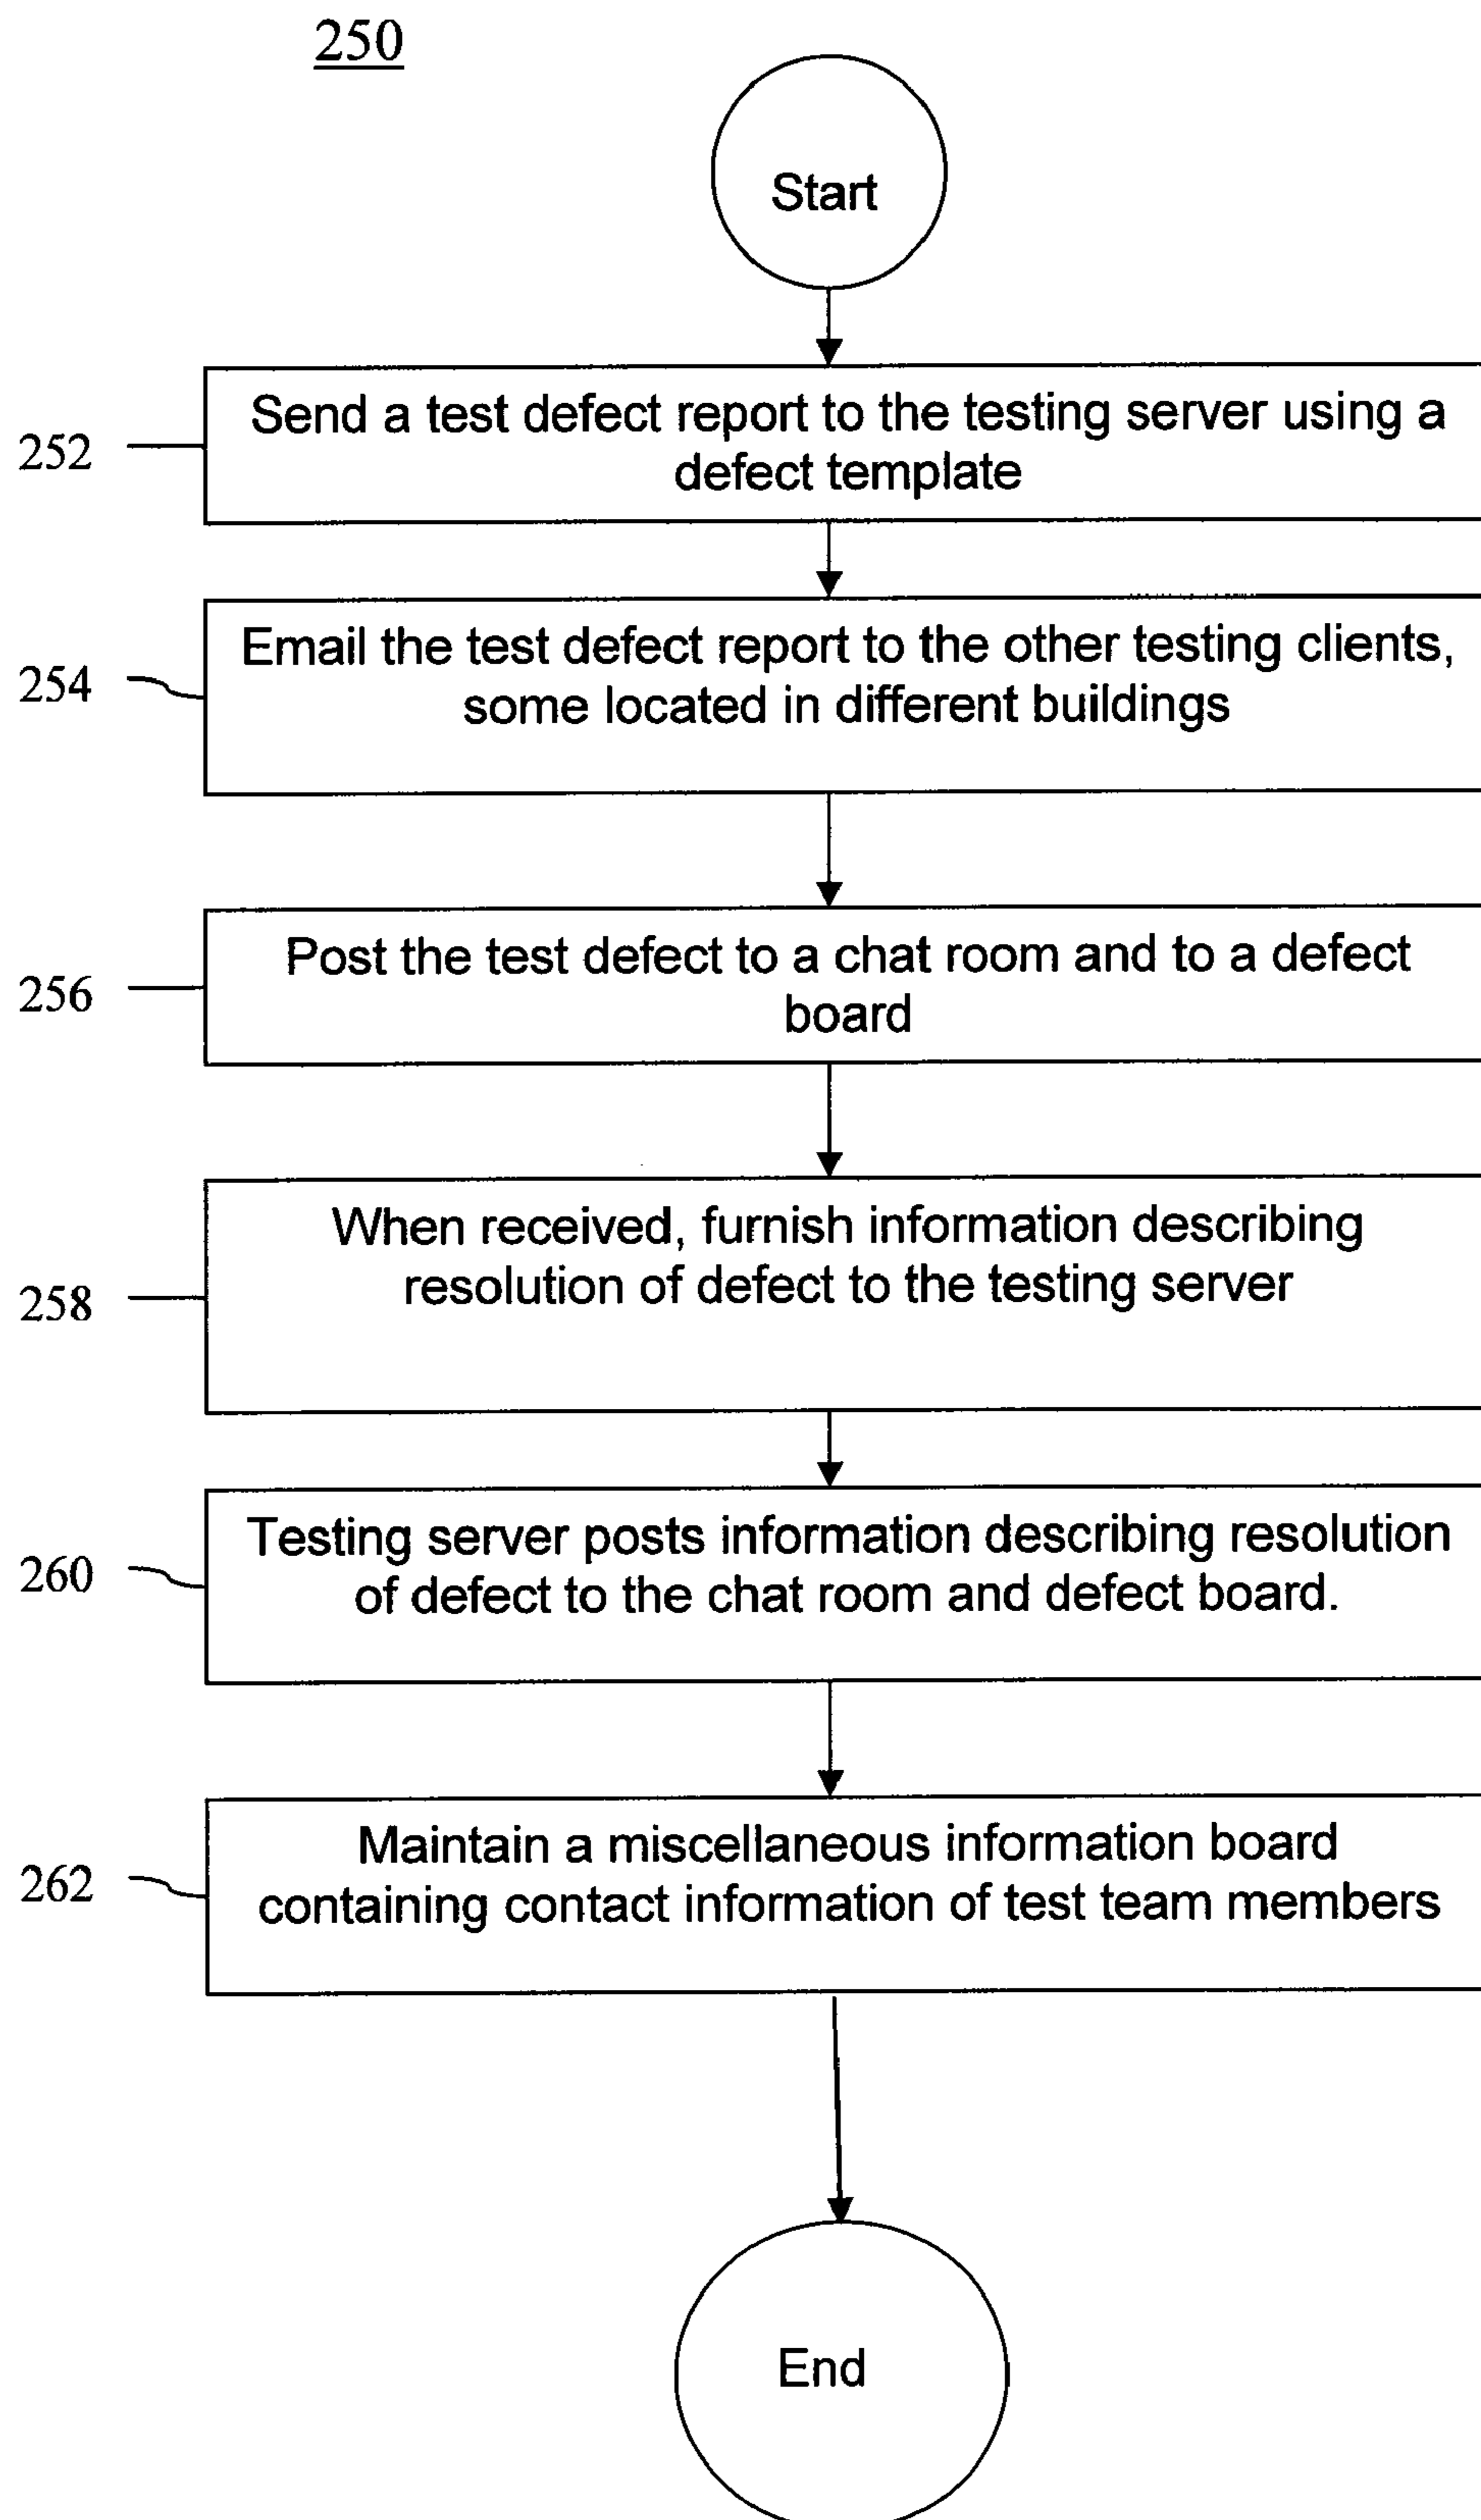 250
Start
252
Send a test defect report to the testing server using a
defect template
254
Email the test defect report to the other testing clients,
some located in different buildings
256
Post the test defect to a chat room and to a defect
board
258
When received, furnish information describing
resolution of defect to the testing server
260
Testing server posts information describing resolution
of defect to the chat room and defect board.
262
Maintain a miscellaneous information board
containing contact information of test team members
End